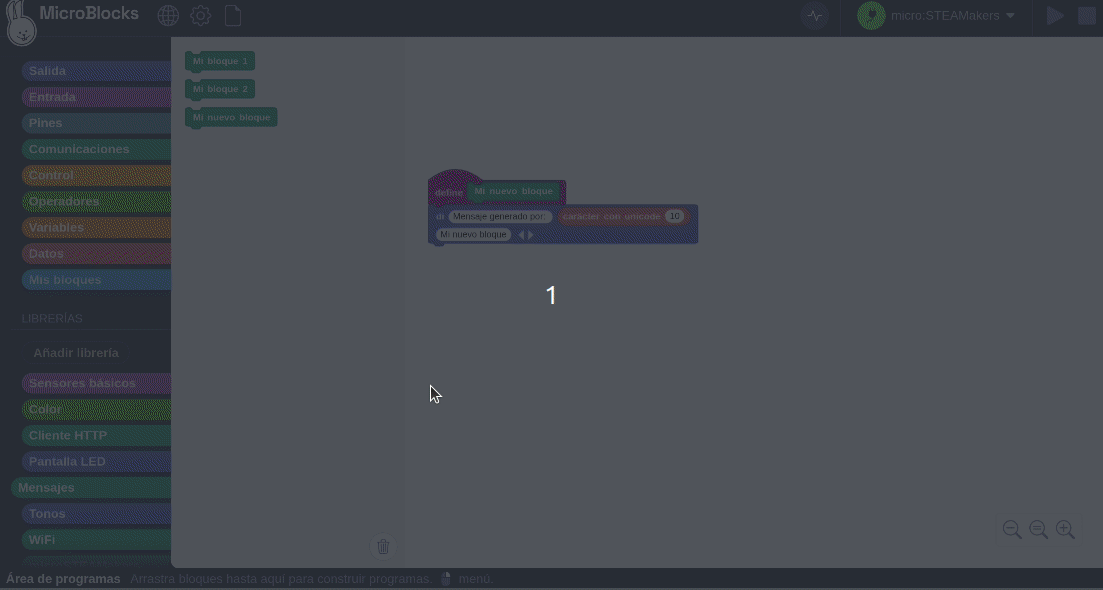 MicroBlocks
micro:STEAMakers
Salida
Entrada
Pines
Comunicaciones
Control
Operadores
Variables
Datos
Mis bloques
LIBRERÍAS
Añadir librería
Sensores básicos
Color
Cliente HTTP
Pantalla LED
Mensajes
Tonos
WiFi
Mi bloque 1
Mi bloque 2
Mi nuevo bloque
define Mi nuevo bloque
di Mensaje generado por: carácter con unicode 10
Mi nuevo bloque
1
Área de programas Arrastra bloques hasta aquí para construir programas. menú.